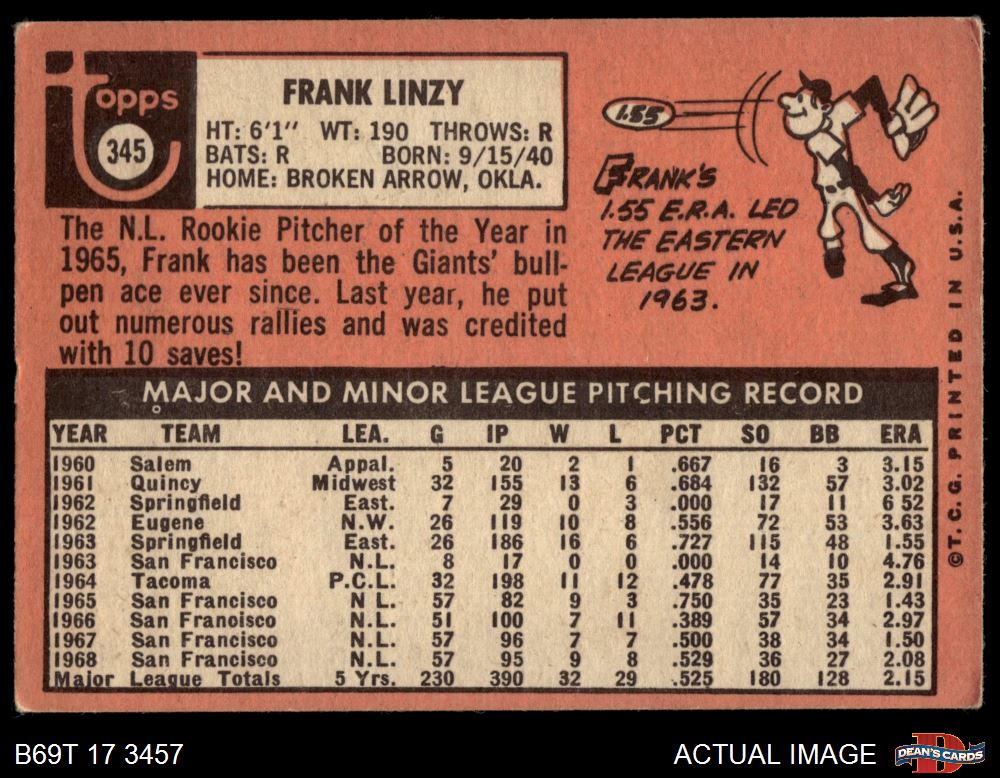 Topps
345
FRANK LINZY
HT: 6'1" WT: 190 THROWS: R
BATS: R BORN: 9/15/40
HOME: BROKEN ARROW, OKLA.
The N.L. Rookie Pitcher of the Year in
1965, Frank has been the Giants' bull-
pen ace ever since. Last year, he put
out numerous rallies and was credited
with 10 saves!
1.55
FRANK'S
1.55 E.R.A. LED
THE EASTERN
LEAGUE IN
1963.
MAJOR AND MINOR LEAGUE PITCHING RECORD
YEAR TEAM LEA. G IP W L PCT SO BB ERA
1960 Salem Appal. 5 20 2 1 .667 16 3 3.15
1961 Quincy Midwest 32 155 13 6 .684 132 57 3.02
1962 Springfield East. 7 29 0 3 .000 17 11 6 52
1962 Eugene N.W. 26 119 10 8 .556 72 53 3.63
1963 Springfield East. 26 186 16 6 .727 115 48 1.55
1963 San Francisco N.L. 8 17 0 0 .000 14 10 4.76
1964 Tacoma P.C.L. 32 198 11 12 .478 77 35 2.91
1965 San Francisco N L. 57 82 9 3 .750 35 23 1.43
1966 San Franoisco N.L. 51 100 7 11 .389 57 34 2.97
1967 San Francisco N.L. 57 96 7 7 .500 38 34 1.50
1968 San Francisco N.L. 57 95 9 8 .529 36 27 2.08
Major League Totals 5 Yrs. 230 390 32 29 .525 180 128 2.15
©T.C.G. PRINTED IN U.S.A.
B69T 17 3457
ACTUAL IMAGE
DEAN'S CARDS